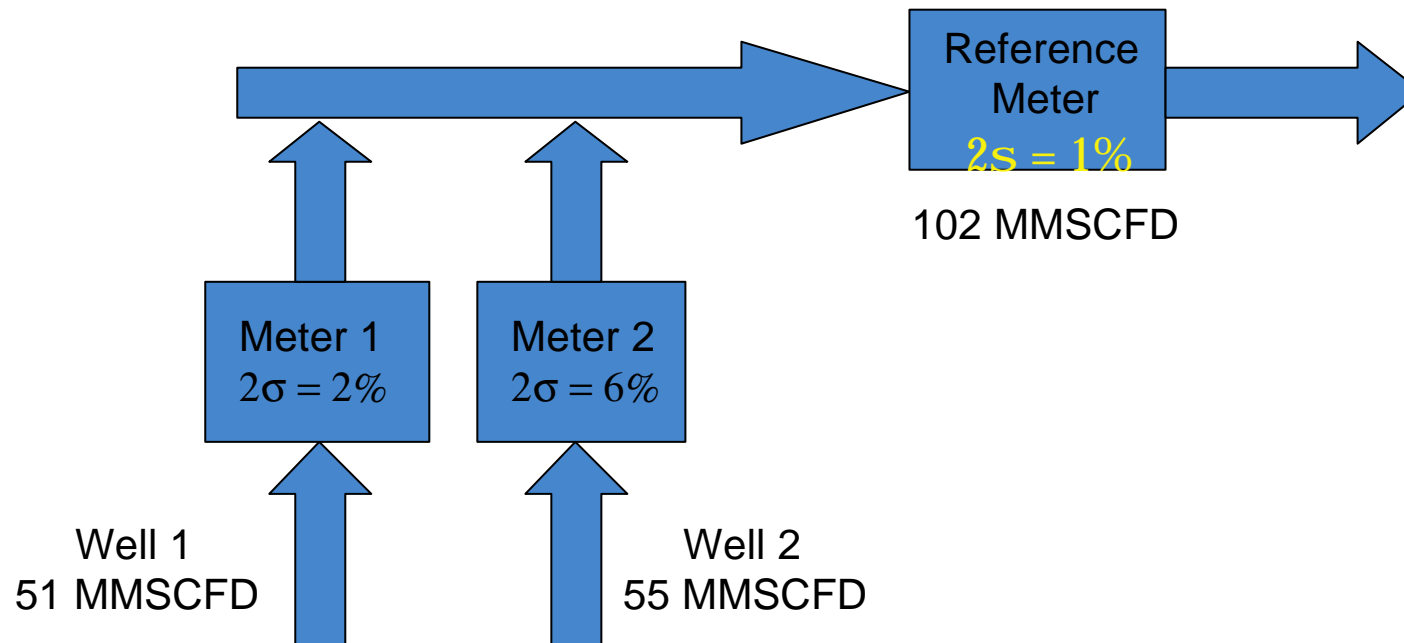 Reference
Meter
2s = 1%
102 MMSCFD
Meter 1
2σ = 2%
Meter 2
2σ = 6%
Well 1
51 MMSCFD
Well 2
55 MMSCFD